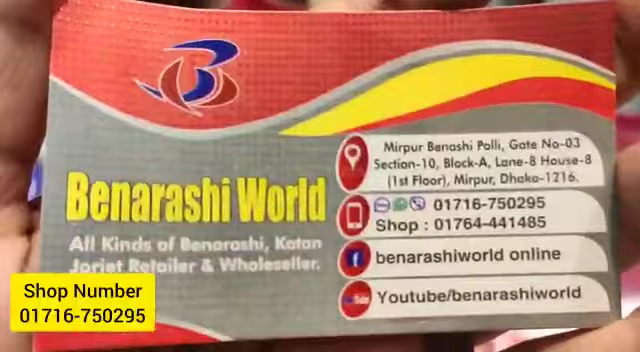 Benarashi World
All Kinds of Benarashi, Katan
Jorjet Retailer & Wholeseller.
Mirpur Benashi Polli, Gate No-03
Section-10, Block-A, Lane-8 House-8
(1st Floor), Mirpur, Dhaka-1216.
01716-750295
Shop : 01764-441485
f benarashiworld online
Youtube/benarashiworld
Shop Number
01716-750295